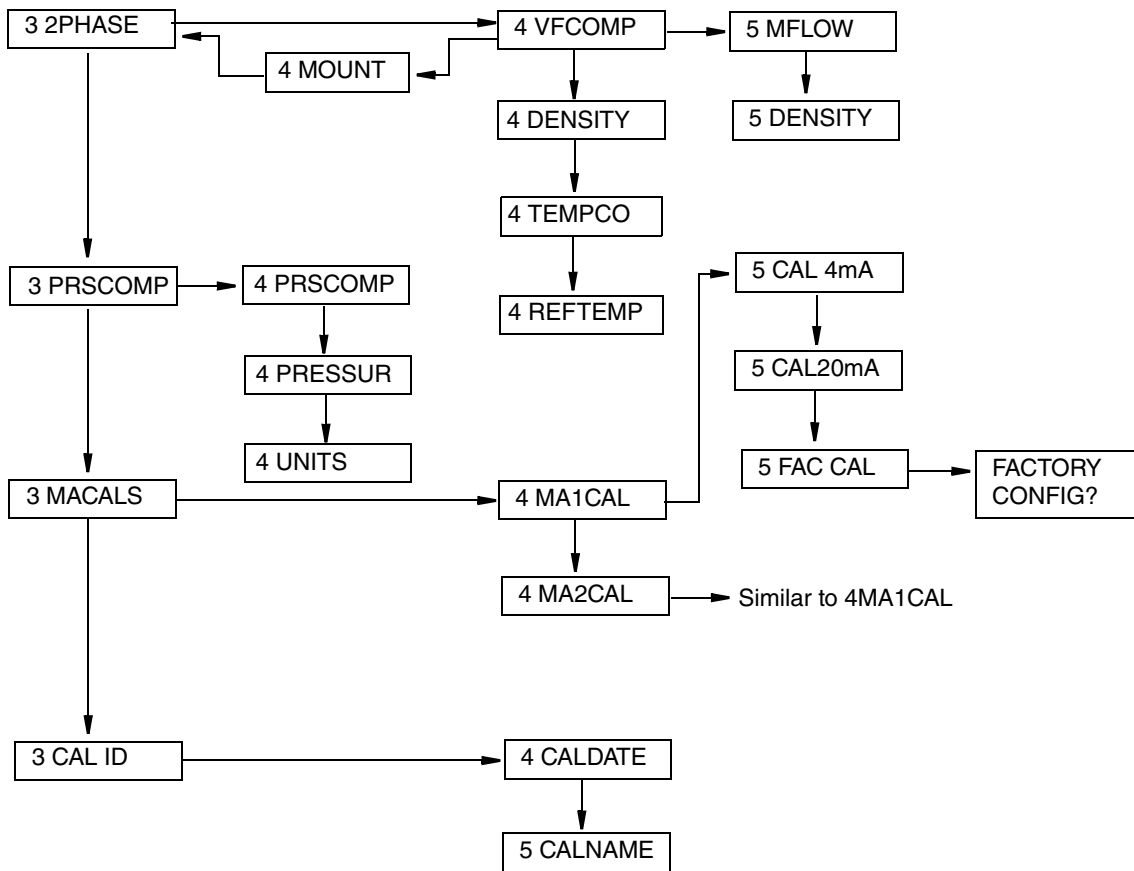 3 2PHASE
4 VFCOMP
5 MFLOW
4 MOUNT
4 DENSITY
5 DENSITY
4 TEMPCO
3 PRSCOMP
4 PRSCOMP
5 CAL 4mA
4 REFTEMP
4 PRESSUR
5 CAL20mA
4 UNITS
5 FAC CAL
FACTORY
CONFIG?
3 MACALS
4 MA1CAL
4 MA2CAL
Similar to 4MA1CAL
3 CAL ID
4 CALDATE
5 CALNAME